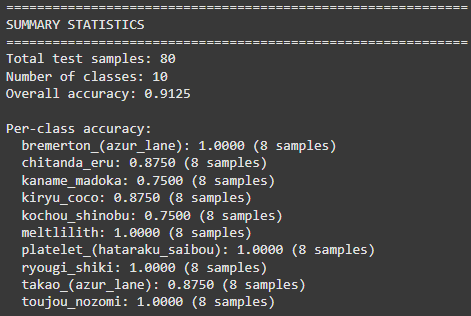 ============================================================
SUMMARY STATISTICS
============================================================
Total test samples: 80
Number of classes: 10
Overall accuracy: 0.9125

Per-class accuracy:
  bremerton_(azur_lane): 1.0000 (8 samples)
  chitanda_eru: 0.8750 (8 samples)
  kaname_madoka: 0.7500 (8 samples)
  kiryu_coco: 0.8750 (8 samples)
  kochou_shinobu: 0.7500 (8 samples)
  meltlilith: 1.0000 (8 samples)
  platelet_(hataraku_saibou): 1.0000 (8 samples)
  ryougi_shiki: 1.0000 (8 samples)
  takao_(azur_lane): 0.8750 (8 samples)
  toujou_nozomi: 1.0000 (8 samples)